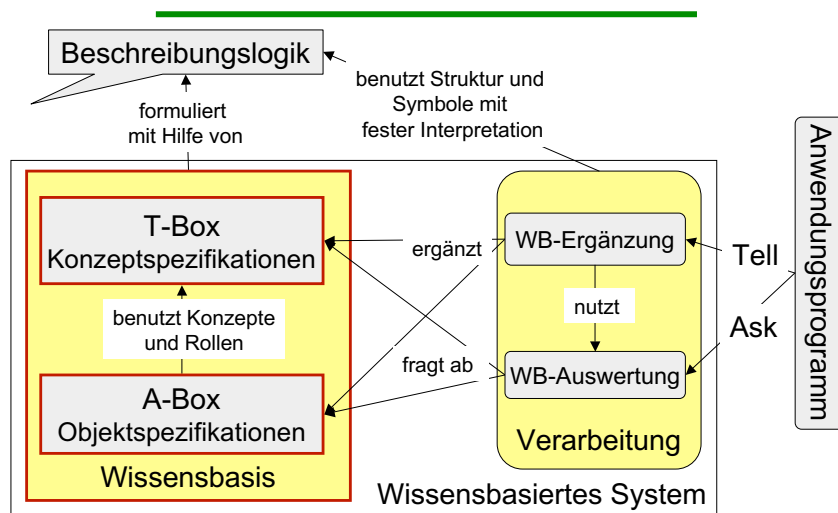 Beschreibungslogik
benutzt Struktur und
Symbole mit
fester Interpretation
formuliert
mit Hilfe von
Anwendungsprogramm
T-Box
Konzeptspezifikationen
ergänzt
WB-Ergänzung
Tell
benutzt Konzepte
und Rollen
nutzt
Ask
fragt ab
WB-Auswertung
A-Box
Objektspezifikationen
Verarbeitung
Wissensbasis
Wissensbasiertes System